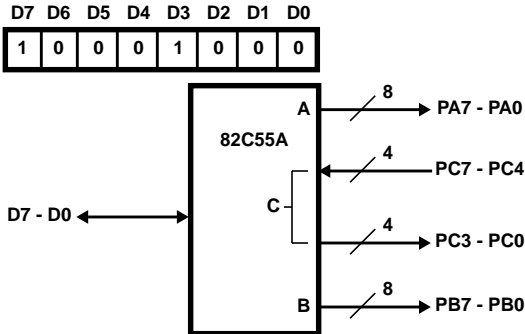 D7 D6 D5 D4 D3 D2 D1 D0
1 0 0 0 1 0 0 0
8
A PA7 - PA0
82C55A
4
PC7 - PC4
C
D7 - D0
4
PC3 - PC0
8
B PB7 - PB0